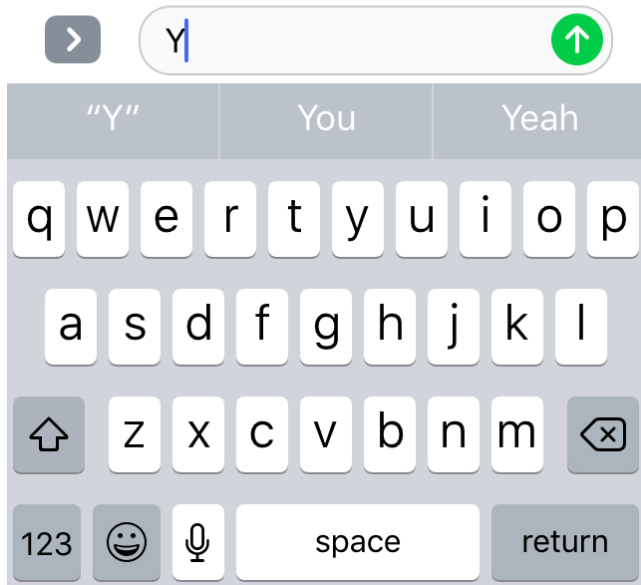 Y
“Y” You Yeah
q w e r t y u i o p
a s d f g h j k l
z x c v b n m
123 space return